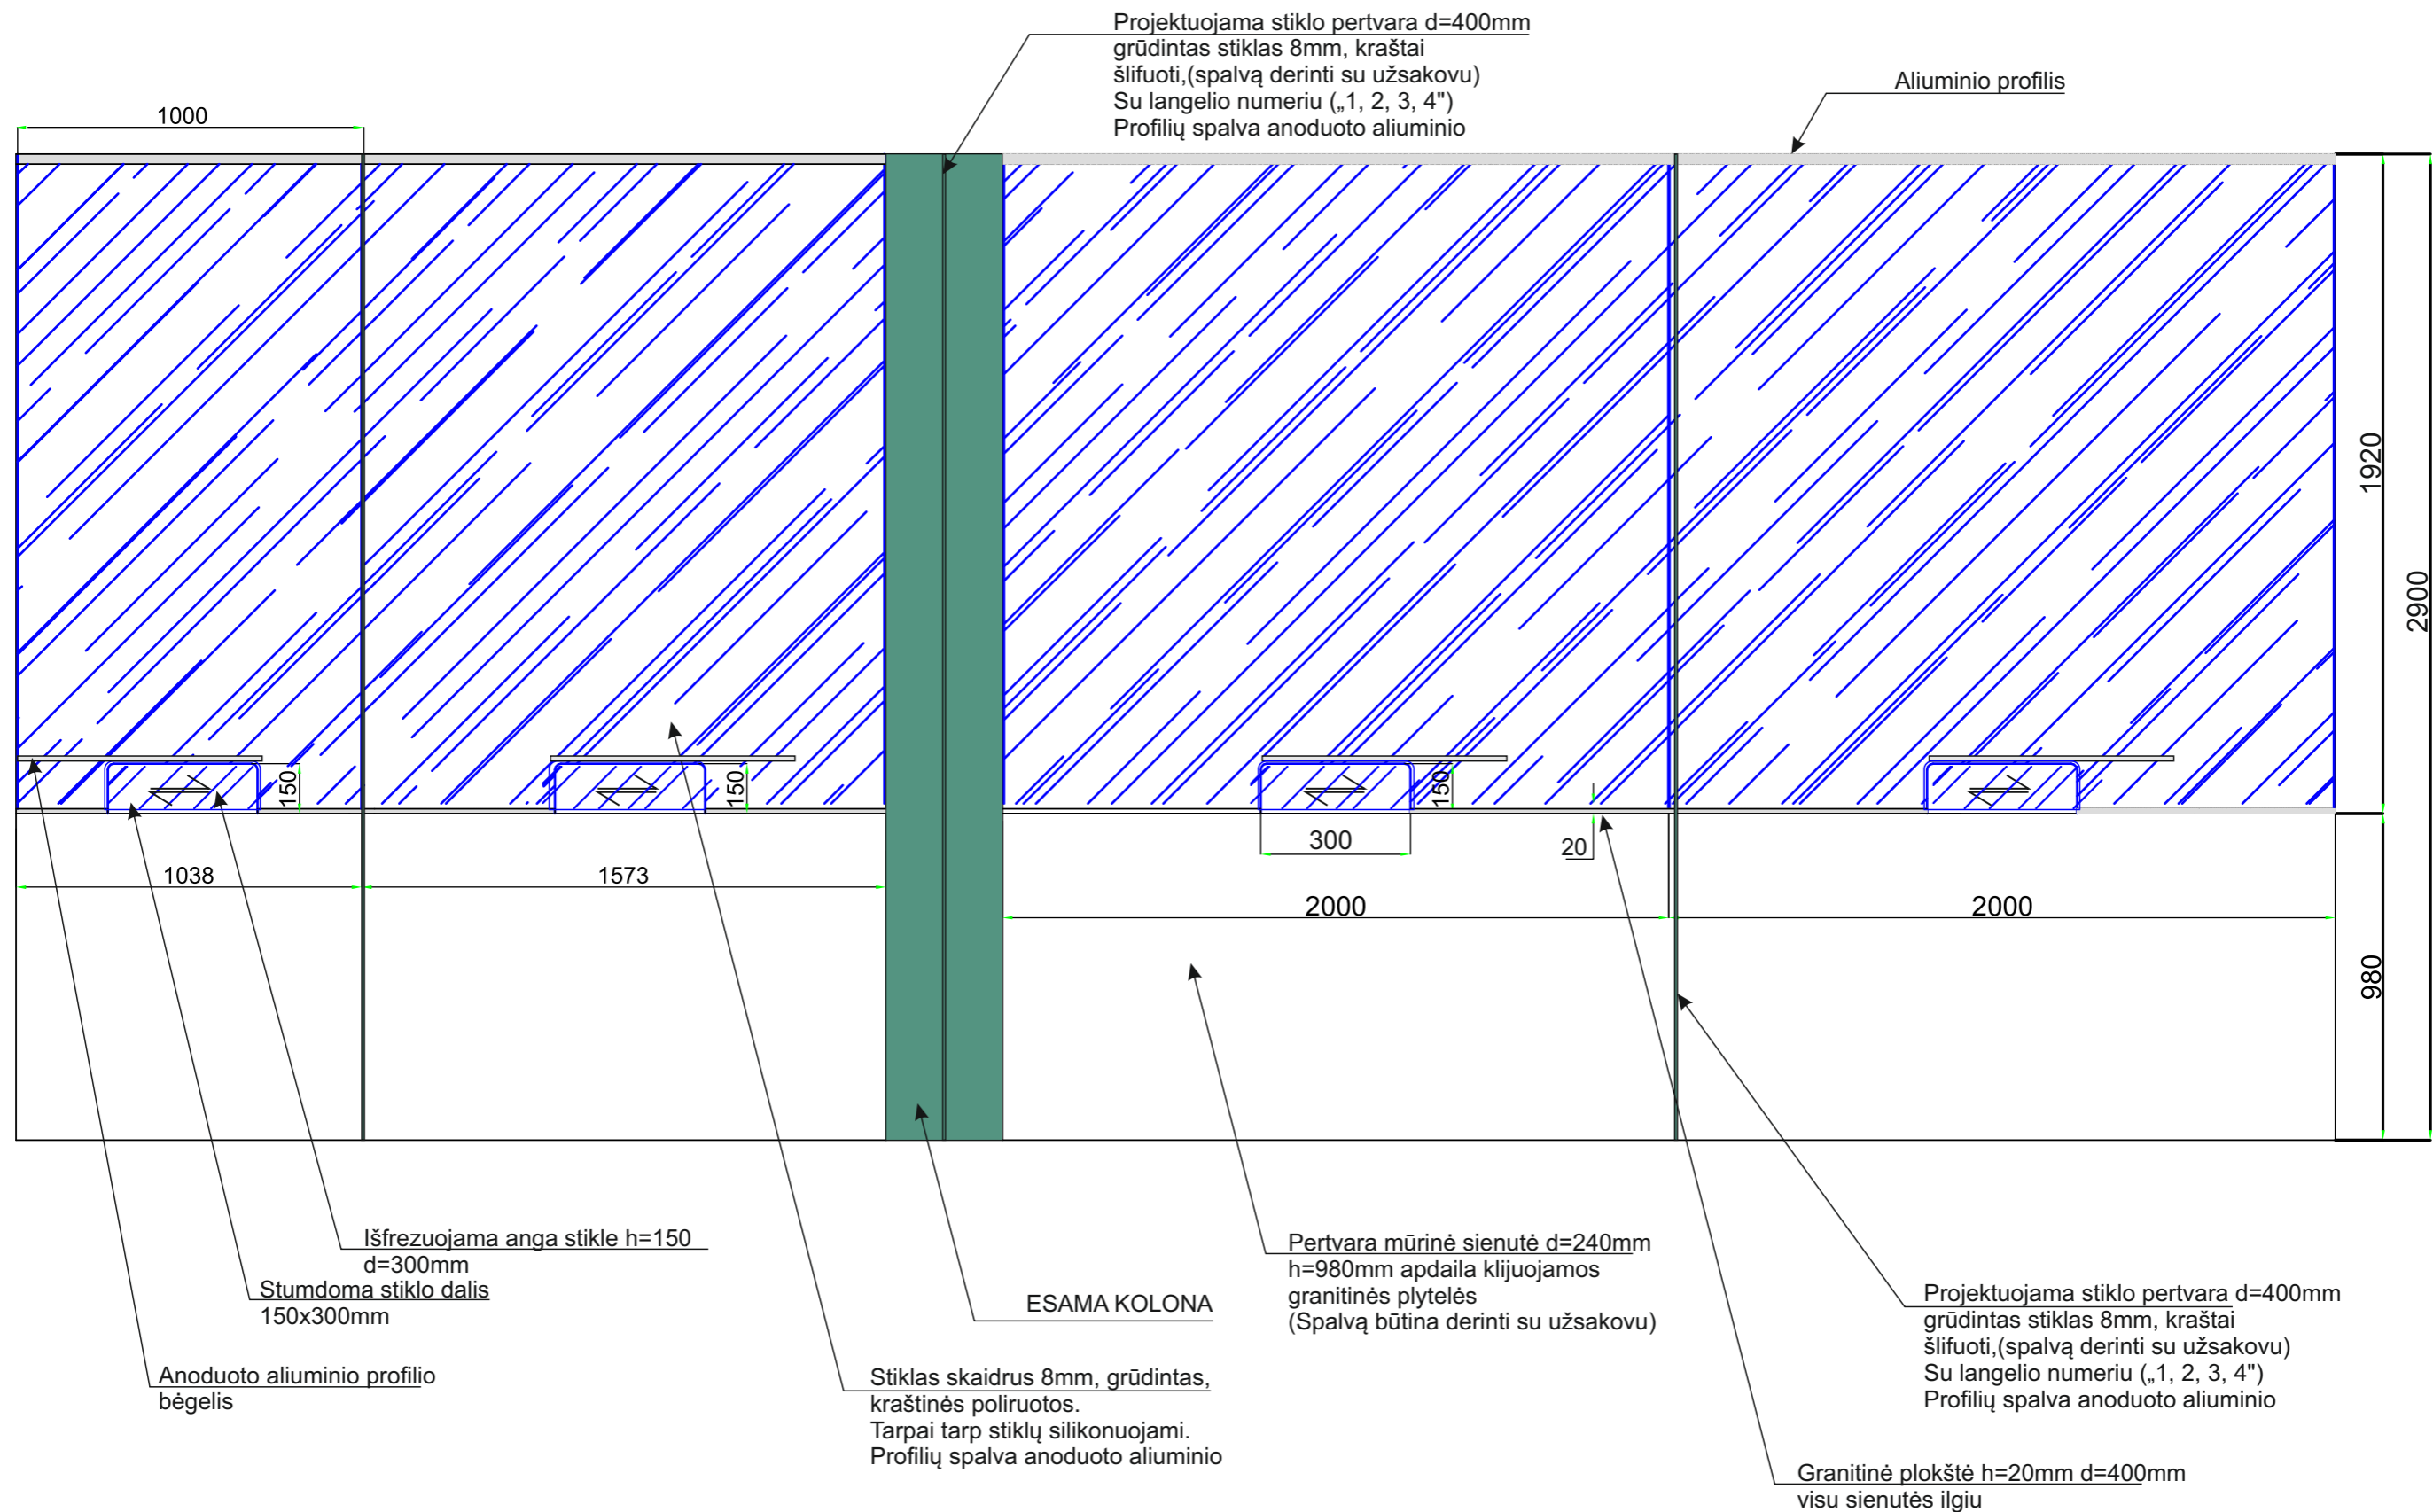 Projektuojama stiklo pertvara d=400mm
grūdintas stiklas 8mm, kraštai
šlifuoti,(spalvą derinti su užsakovu)
Su langelio numeriu („1, 2, 3, 4")
Profilių spalva anoduoto aliuminio
Aliuminio profilis
1000
1920
2900
150
150
150
300
20
1038
1573
2000
2000
980
Išfrezuojama anga stikle h=150
d=300mm
Stumdoma stiklo dalis
150x300mm
Anoduoto aliuminio profilio
bėgelis
ESAMA KOLONA
Stiklas skaidrus 8mm, grūdintas,
kraštinės poliruotos.
Tarpai tarp stiklų silikonuojami.
Profilių spalva anoduoto aliuminio
Pertvara mūrinė sienutė d=240mm
h=980mm apdaila klijuojamos
granitinės plytelės
(Spalvą būtina derinti su užsakovu)
Projektuojama stiklo pertvara d=400mm
grūdintas stiklas 8mm, kraštai
šlifuoti,(spalvą derinti su užsakovu)
Su langelio numeriu („1, 2, 3, 4")
Profilių spalva anoduoto aliuminio
Granitinė plokštė h=20mm d=400mm
visu sienutės ilgiu